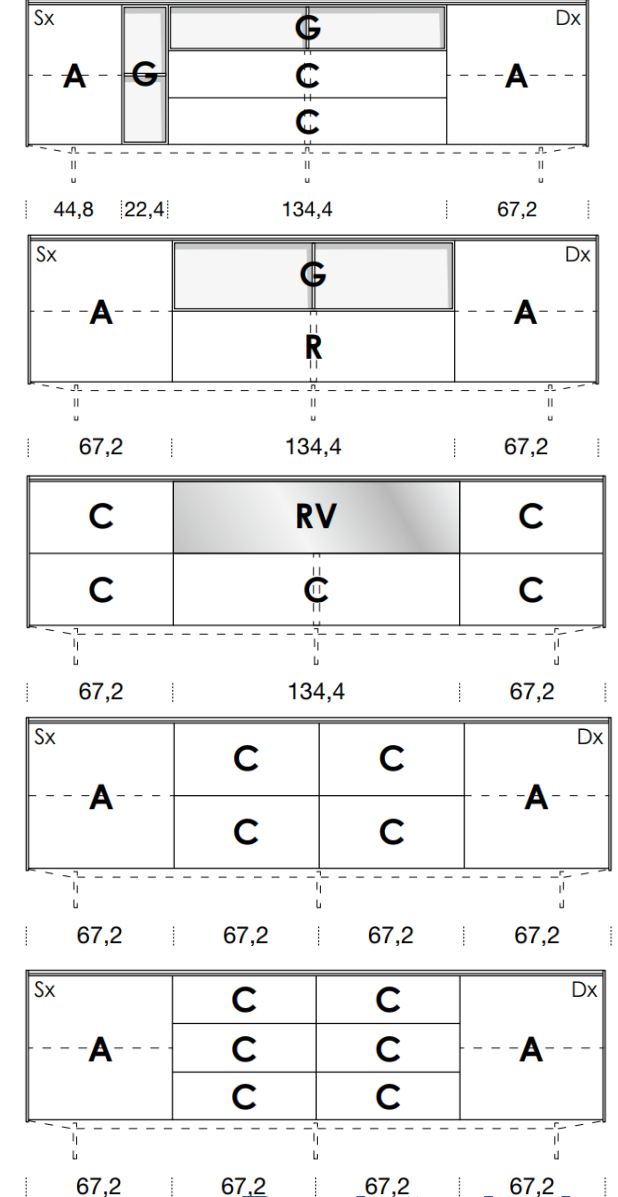 Sx Dx
G
A G C A
C
44,8 22,4 134,4 67,2
Sx Dx
G
A A
R
67,2 134,4 67,2
C RV C
C C C
67,2 134,4 67,2
Sx Dx
C C
A A
C C
67,2 67,2 67,2 67,2
Sx Dx
C C
A C C A
C C
67,2 67,2 67,2 67,2